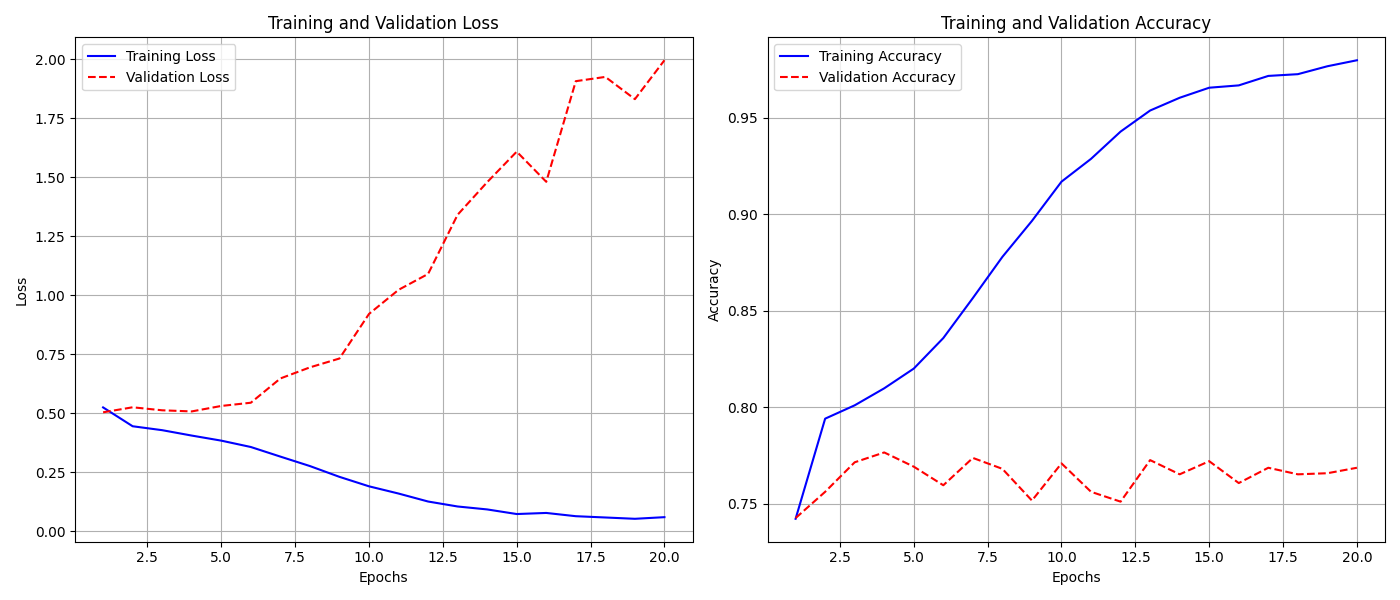 Training and Validation Loss
Training Loss
Validation Loss
2.00
1.75
1.50
1.25
1.00
0.75
0.50
0.25
0.00
Loss
2.5 5.0 7.5 10.0 12.5 15.0 17.5 20.0
Epochs
Training and Validation Accuracy
Training Accuracy
Validation Accuracy
0.95
0.90
0.85
0.80
0.75
Accuracy
2.5 5.0 7.5 10.0 12.5 15.0 17.5 20.0
Epochs